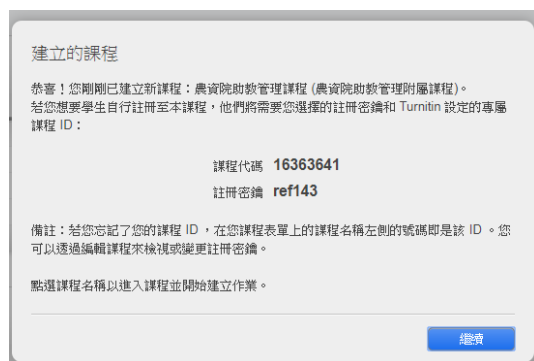 建立的課程
恭喜！您剛剛已建立新課程：農資院助教管理課程 (農資院助教管理附屬課程)。
若您想要學生自行註冊至本課程，他們將需要您選擇的註冊密鑰和 Turnitin 設定的專屬
課程 ID：
課程代碼 16363641
註冊密鑰 ref143
備註：若您忘記了您的課程 ID，在您課程表單上的課程名稱左側的號碼即是該 ID。您
可以透過編輯課程來檢視或變更註冊密鑰。
點選課程名稱以進入課程並開始建立作業。
繼續